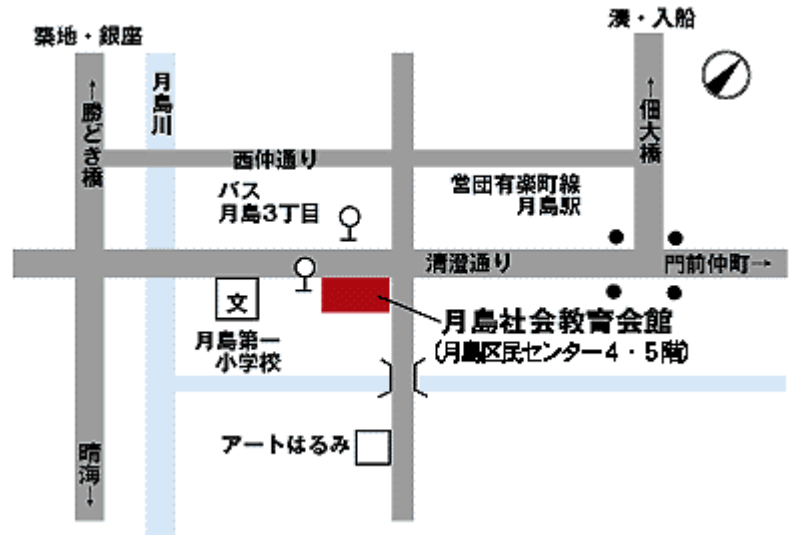 湊・入船
築地・銀座
←勝どき橋
月島川
←佃大橋
西仲通り
バス
月島3丁目
営団有楽町線
月島駅
清澄通り
門前仲町→
文
月島第一
小学校
月島社会教育会館
(月島区民センター4・5階)
アートはるみ
晴海→